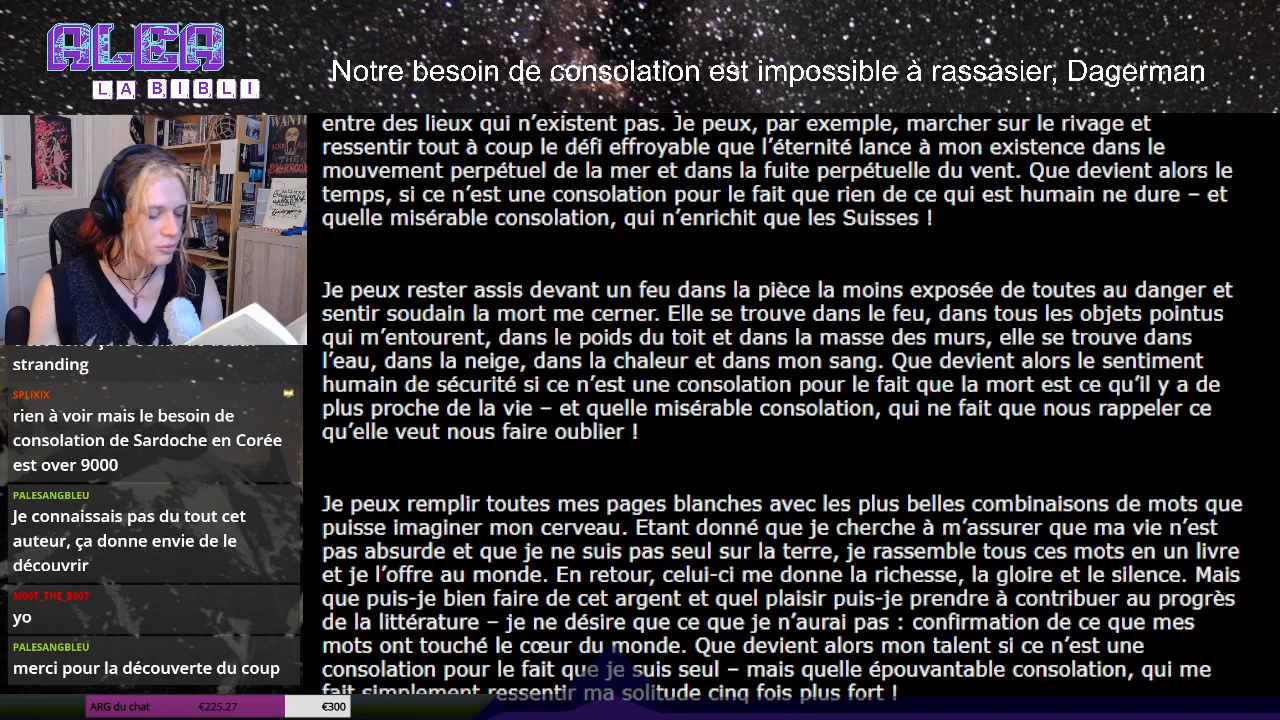 ALEA
LA BIBLI
Notre besoin de consolation est impossible à rassasier, Dagerman
entre des lieux qui n’existent pas. Je peux, par exemple, marcher sur le rivage et
ressentir tout à coup le défi effroyable que l’éternité lance à mon existence dans le
mouvement perpétuel de la mer et dans la fuite perpétuelle du vent. Que devient alors le
temps, si ce n’est une consolation pour le fait que rien de ce qui est humain ne dure – et
quelle misérable consolation, qui n’enrichit que les Suisses !
Je peux rester assis devant un feu dans la pièce la moins exposée de toutes au danger et
sentir soudain la mort me cerner. Elle se trouve dans le feu, dans tous les objets pointus
qui m’entourent, dans le poids du toit et dans la masse des murs, elle se trouve dans
l’eau, dans la neige, dans la chaleur et dans mon sang. Que devient alors le sentiment
humain de sécurité si ce n’est une consolation pour le fait que la mort est ce qu’il y a de
plus proche de la vie – et quelle misérable consolation, qui ne fait que nous rappeler ce
qu’elle veut nous faire oublier !
Je peux remplir toutes mes pages blanches avec les plus belles combinaisons de mots que
puisse imaginer mon cerveau. Etant donné que je cherche à m’assurer que ma vie n’est
pas absurde et que je ne suis pas seul sur la terre, je rassemble tous ces mots en un livre
et je l’offre au monde. En retour, celui-ci me donne la richesse, la gloire et le silence. Mais
que puis-je bien faire de cet argent et quel plaisir puis-je prendre à contribuer au progrès
de la littérature – je ne désire que ce que je n’aurai pas : confirmation de ce que mes
mots ont touché le cœur du monde. Que devient alors mon talent si ce n’est une
consolation pour le fait que je suis seul – mais quelle épouvantable consolation, qui me
fait simplement ressentir ma solitude cinq fois plus fort !
stranding
SPLIXIX
rien à voir mais le besoin de
consolation de Sardoche en Corée
est over 9000
PALESANGBLEU
Je connaissais pas du tout cet
auteur, ça donne envie de le
découvrir
M0OT_THE_B0OT
yo
PALESANGBLEU
merci pour la découverte du coup
ARG du chat €225.27 €300